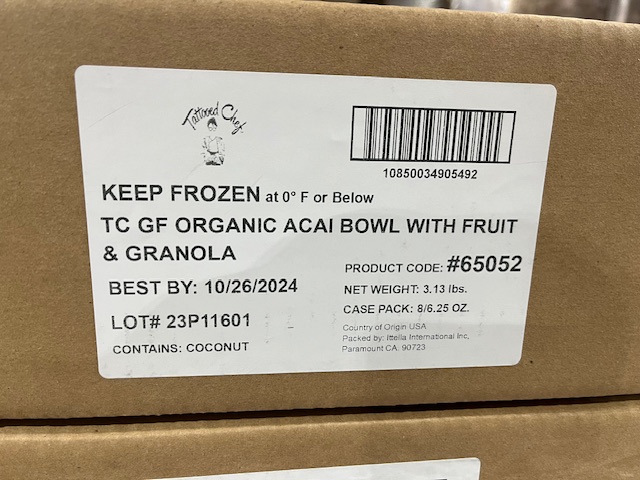 Tattooed Chef
10850034905492
KEEP FROZEN at 0° F or Below
TC GF ORGANIC ACAI BOWL WITH FRUIT
& GRANOLA
PRODUCT CODE: #65052
BEST BY: 10/26/2024
NET WEIGHT: 3.13 lbs.
CASE PACK: 8/6.25 OZ.
LOT# 23P11601
Country of Origin USA
Packed by: Ittella International Inc,
Paramount CA. 90723
CONTAINS: COCONUT